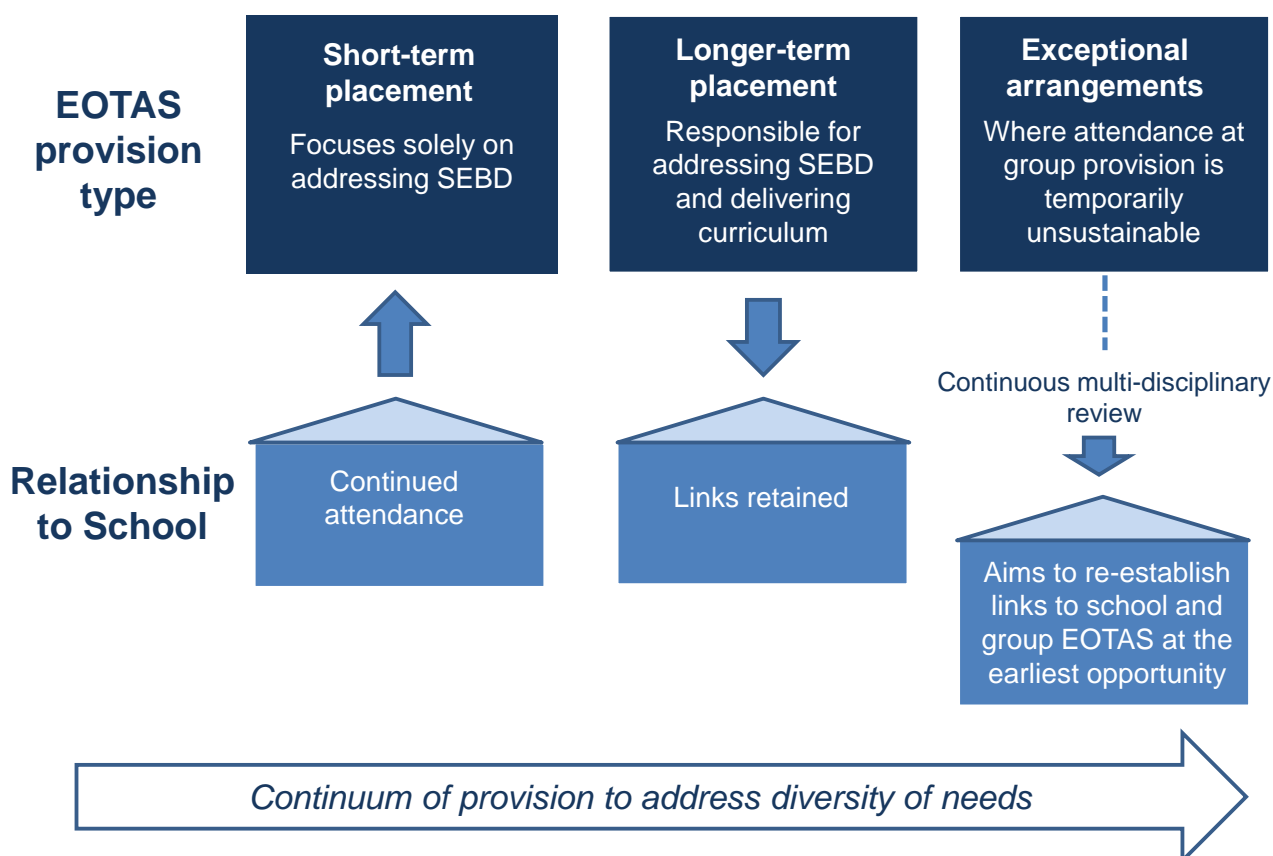 EOTAS
provision
type
Short-term
placement
Focuses solely on
addressing SEBD
Longer-term
placement
Responsible for
addressing SEBD
and delivering
curriculum
Exceptional
arrangements
Where attendance at
group provision is
temporarily
unsustainable
Continuous multi-disciplinary
review
Relationship
to School
Continued
attendance
Links retained
Aims to re-establish
links to school and
group EOTAS at the
earliest opportunity
Continuum of provision to address diversity of needs